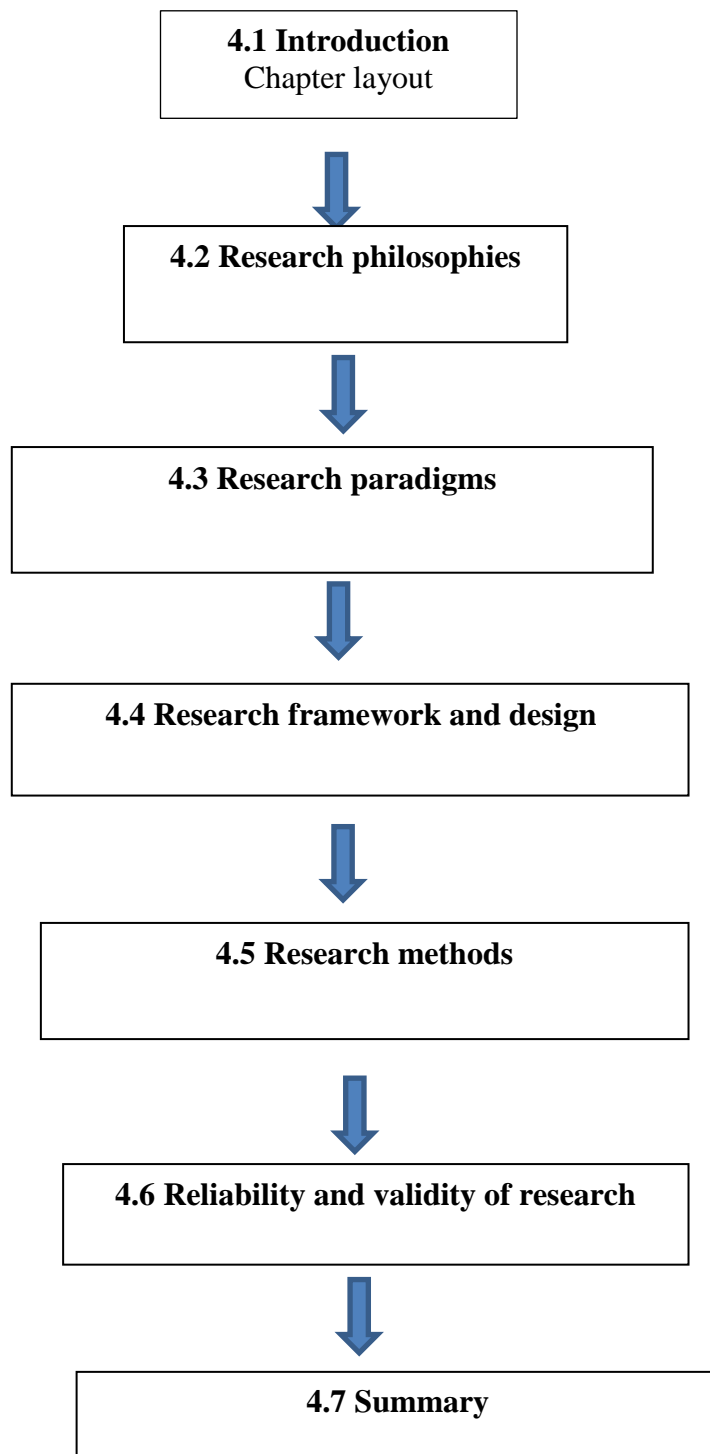 4.1 Introduction
Chapter layout
4.2 Research philosophies
4.3 Research paradigms
4.4 Research framework and design
4.5 Research methods
4.6 Reliability and validity of research
4.7 Summary